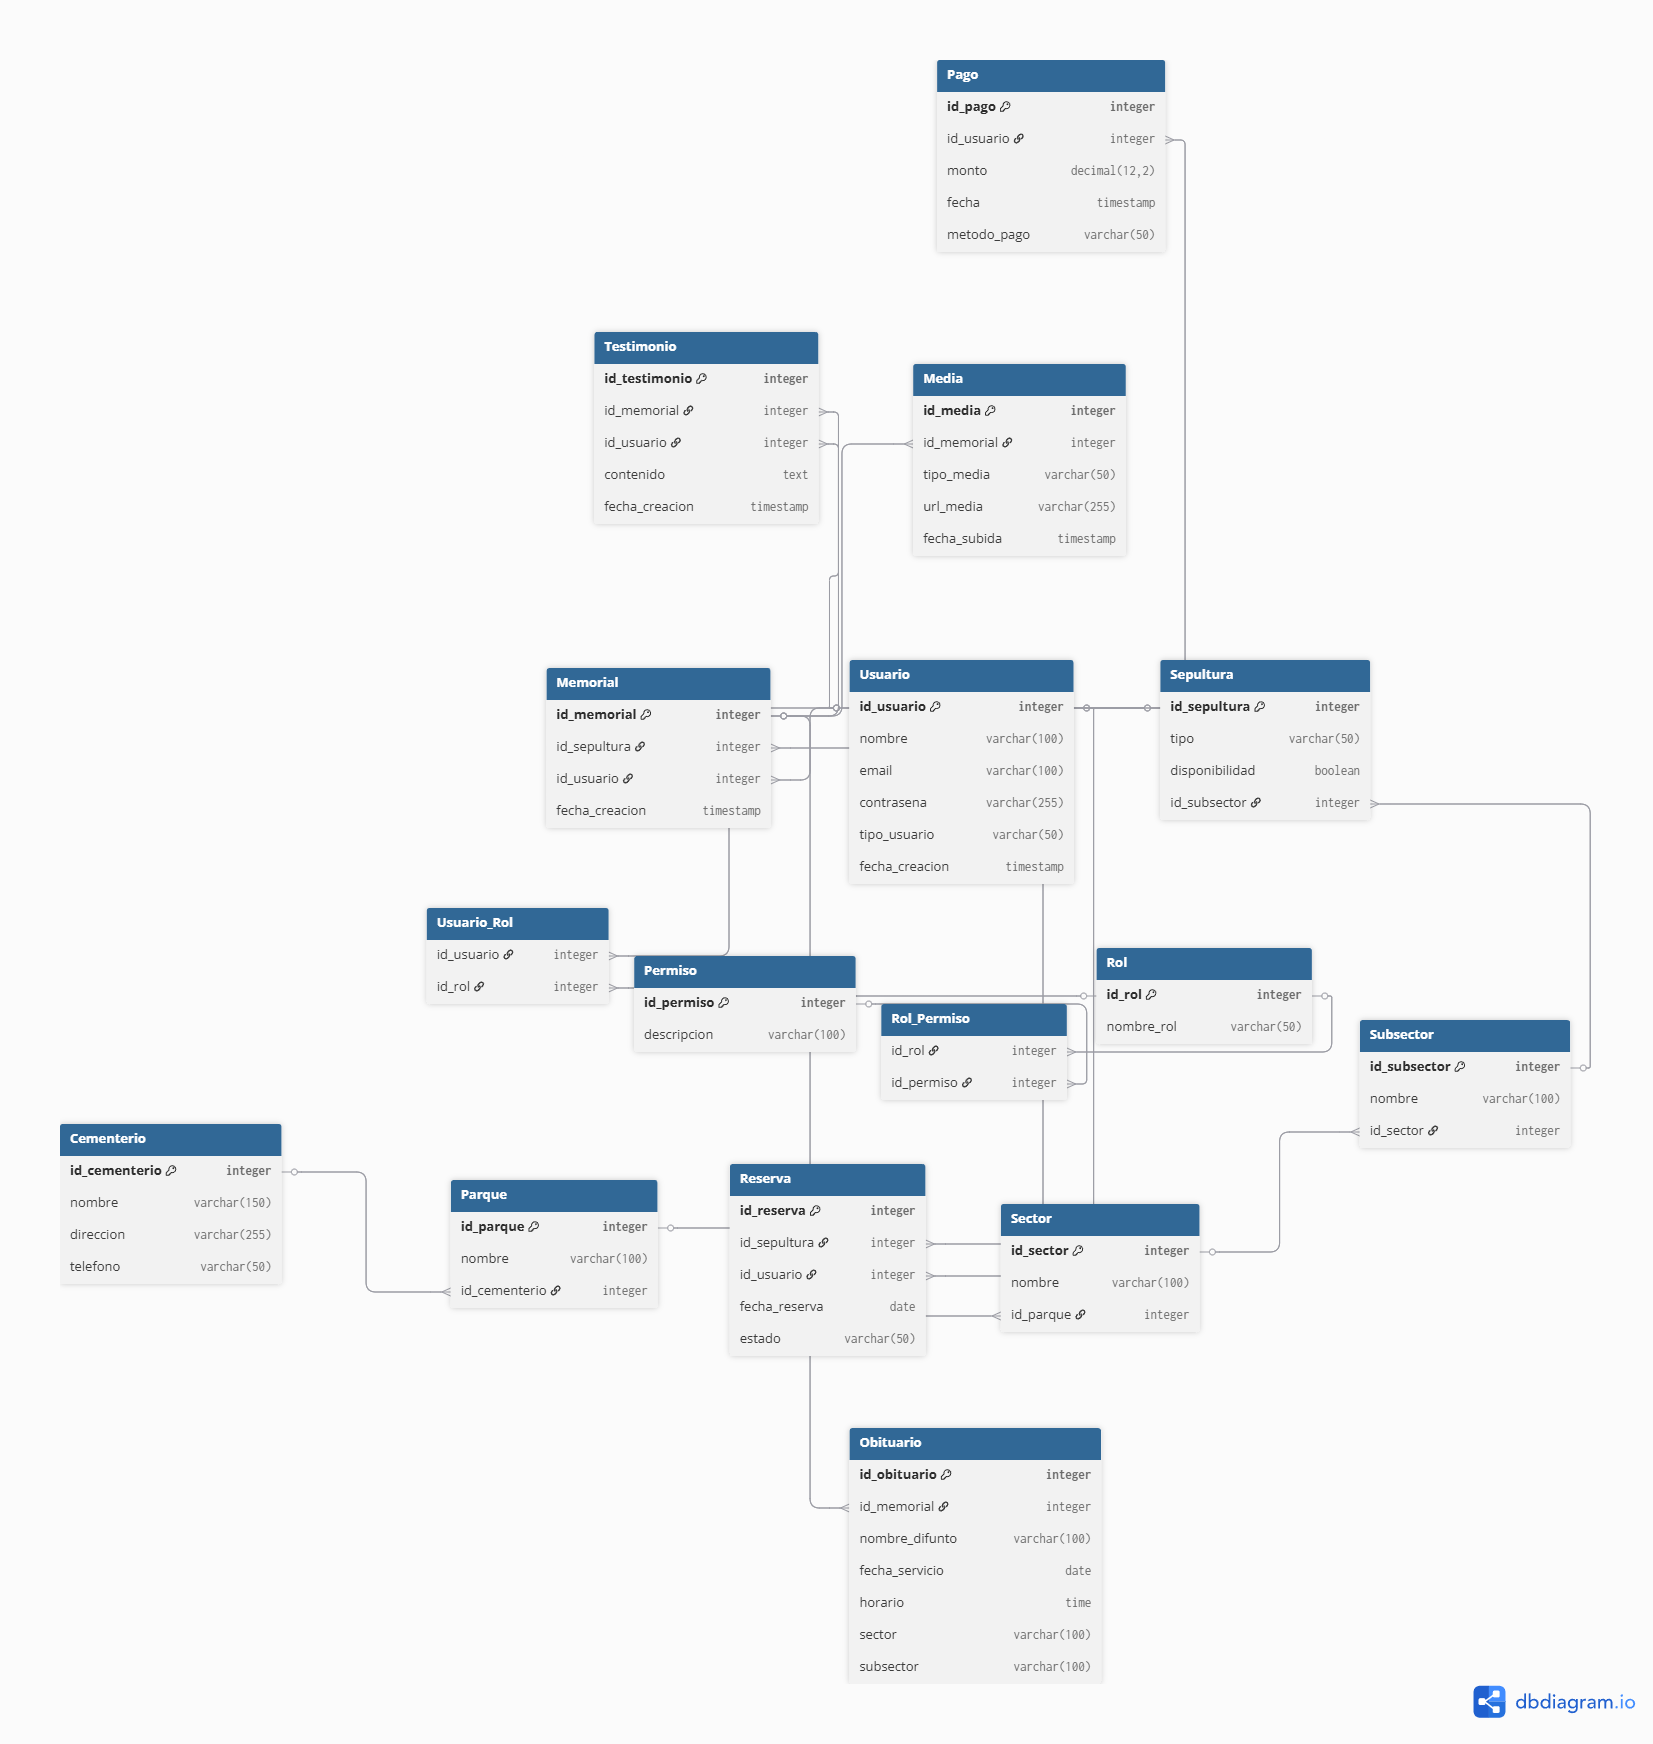 Pago
id_pago integer
id_usuario integer
monto decimal(12,2)
fecha timestamp
metodo_pago varchar(50)
Testimonio
id_testimonio integer
id_memorial integer
id_usuario integer
contenido text
fecha_creacion timestamp
Media
id_media integer
id_memorial integer
tipo_media varchar(50)
url_media varchar(255)
fecha_subida timestamp
Memorial
id_memorial integer
id_sepultura integer
id_usuario integer
fecha_creacion timestamp
Usuario
id_usuario integer
nombre varchar(100)
email varchar(100)
contrasena varchar(255)
tipo_usuario varchar(50)
fecha_creacion timestamp
Sepultura
id_sepultura integer
tipo varchar(50)
disponibilidad boolean
id_subsector integer
Usuario_Rol
id_usuario integer
id_rol integer
Permiso
id_permiso integer
descripcion varchar(100)
Rol_Permiso
id_rol integer
id_permiso integer
Rol
id_rol integer
nombre_rol varchar(50)
Subsector
id_subsector integer
nombre varchar(100)
id_sector integer
Cementerio
id_cementerio integer
nombre varchar(150)
direccion varchar(255)
telefono varchar(50)
Parque
id_parque integer
nombre varchar(100)
id_cementerio integer
Reserva
id_reserva integer
id_sepultura integer
id_usuario integer
fecha_reserva date
estado varchar(50)
Sector
id_sector integer
nombre varchar(100)
id_parque integer
Obituario
id_obituario integer
id_memorial integer
nombre_difunto varchar(100)
fecha_servicio date
horario time
sector varchar(100)
subsector varchar(100)
dbdiagram.io